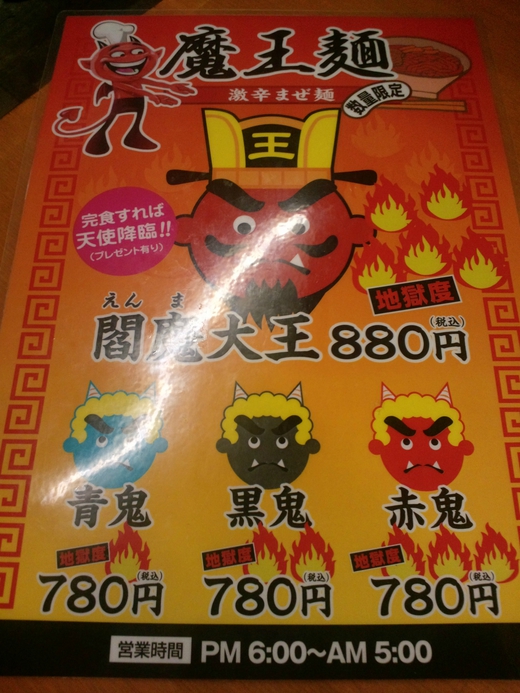 魔王麺
激辛まぜ麺
数量限定
王
完食すれば
天使降臨!!
(プレゼント有り)
地獄度
えんま
閻魔大王 880円
(税込)
青鬼
黒鬼
赤鬼
地獄度
地獄度
地獄度
780円
(税込)
780円
(税込)
780円
(税込)
営業時間 PM 6:00~AM 5:00